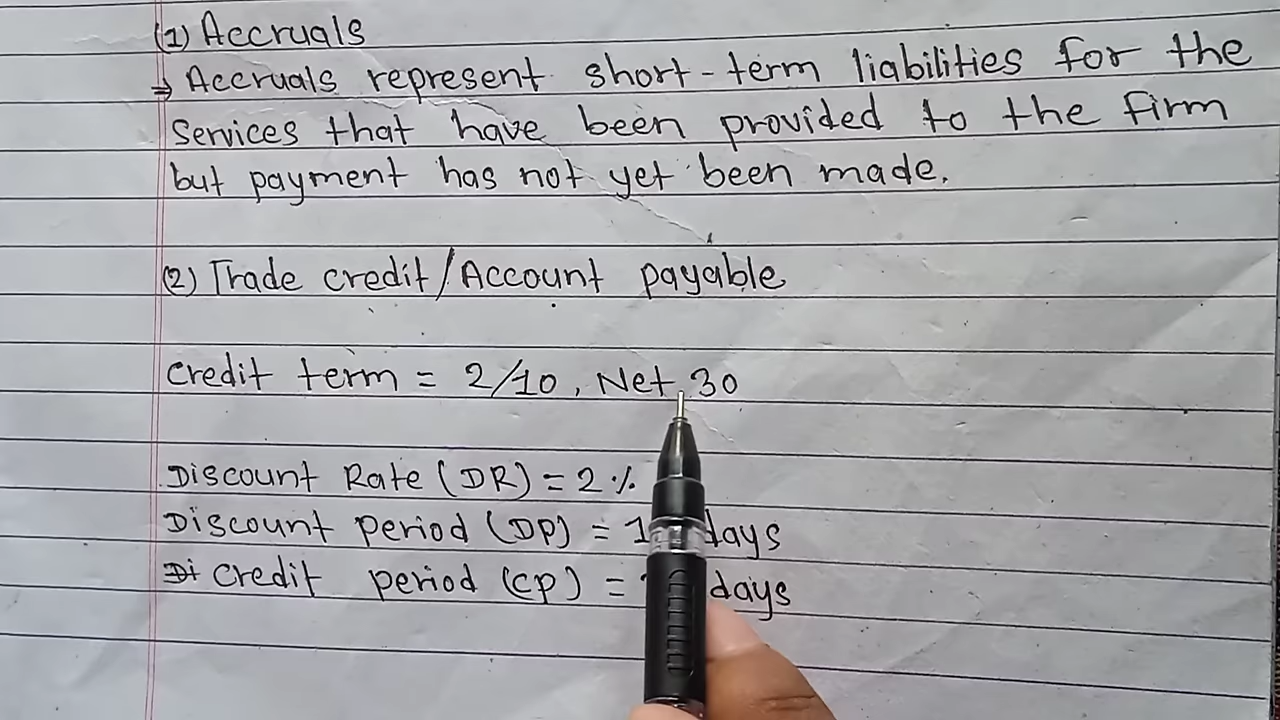 (1) Accruals
⇒ Accruals represent short-term liabilities for the
Services that have been provided to the firm
but payment has not yet been made.
(2) Trade credit/Account payable
Credit term = 2/10, Net 30
Discount Rate (DR) = 2%
Discount period (DP) = 1 days
Credit period (CP) = days